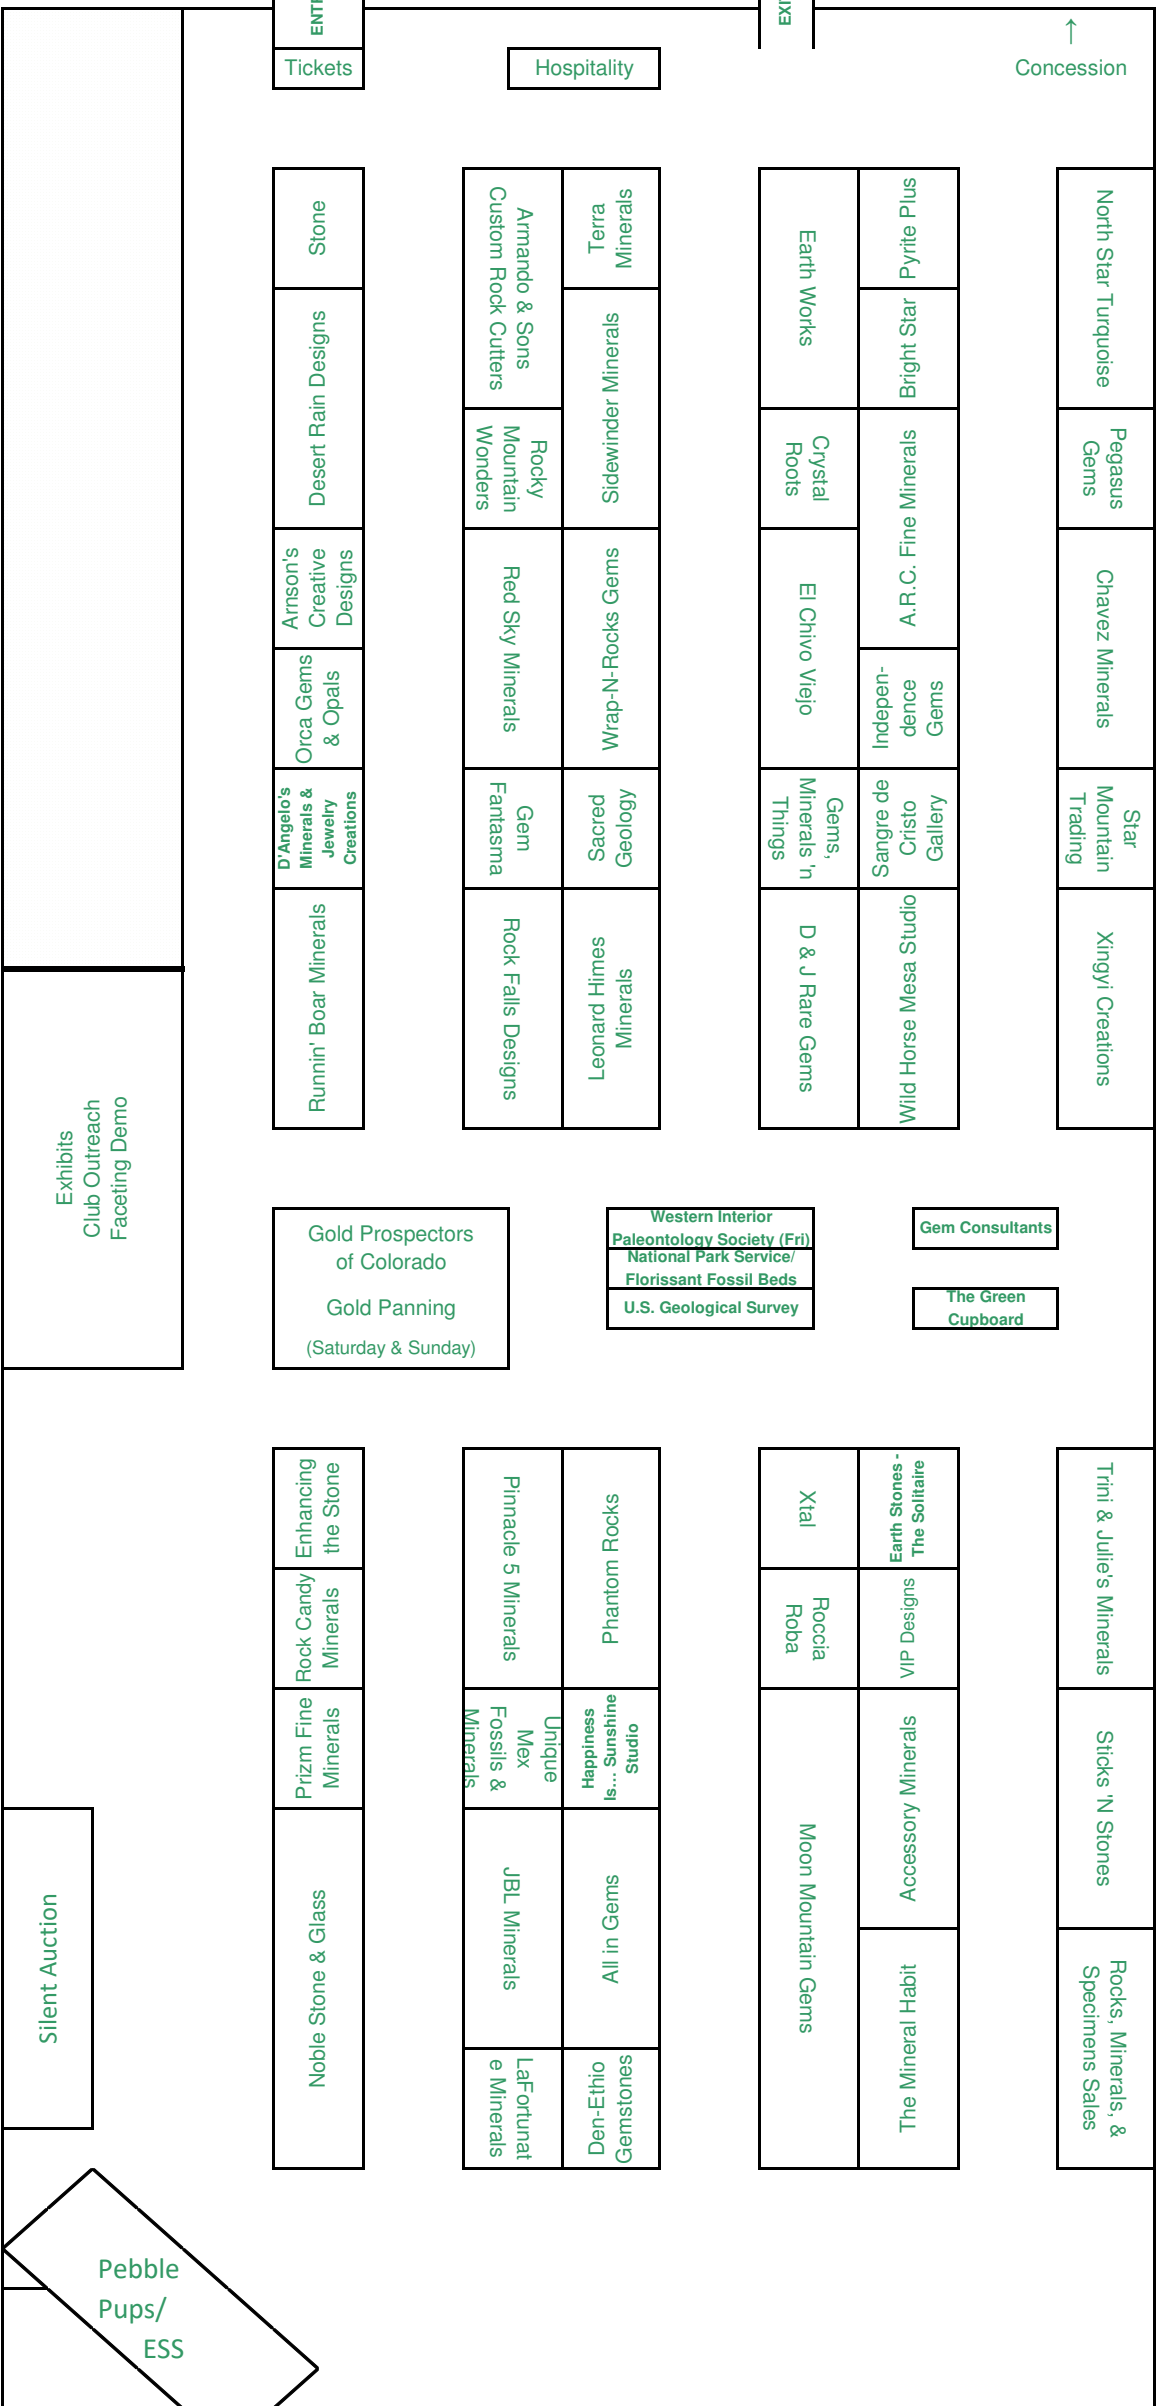 ENTR
EXI
↑
Tickets
Hospitality
Concession
Stone
Desert Rain Designs
Arnson's
Creative
Designs
Orca Gems
& Opals
D'Angelo's
Minerals &
Jewelry
Creations
Runnin' Boar Minerals
Armando & Sons
Custom Rock Cutters
Rocky
Mountain
Wonders
Red Sky Minerals
Gem
Fantasma
Rock Falls Designs
Terra
Minerals
Sidewinder Minerals
Wrap-N-Rocks Gems
Sacred
Geology
Leonard Himes
Minerals
Earth Works
Crystal
Roots
El Chivo Viejo
Gems,
Minerals 'n
Things
D & J Rare Gems
Pyrite Plus
Bright Star
A.R.C. Fine Minerals
Indepen-
dence
Gems
Sangre de
Cristo
Gallery
Wild Horse Mesa Studio
North Star Turquoise
Pegasus
Gems
Chavez Minerals
Star
Mountain
Trading
Xingyi Creations
Exhibits
Club Outreach
Faceting Demo
Gold Prospectors
of Colorado
Gold Panning
(Saturday & Sunday)
Western Interior
Paleontology Society (Fri)
National Park Service/
Florissant Fossil Beds
U.S. Geological Survey
Gem Consultants
The Green
Cupboard
Enhancing
the Stone
Rock Candy
Minerals
Prizm Fine
Minerals
Noble Stone & Glass
Pinnacle 5 Minerals
Unique
Mex
Fossils &
Minerals
JBL Minerals
LaFortunat
e Minerals
Phantom Rocks
Happiness
Is... Sunshine
Studio
All in Gems
Den-Ethio
Gemstones
Xtal
Roccia
Roba
Moon Mountain Gems
Earth Stones -
The Solitaire
VIP Designs
Accessory Minerals
The Mineral Habit
Trini & Julie's Minerals
Sticks 'N Stones
Rocks, Minerals, &
Specimens Sales
Silent Auction
Pebble
Pups/
ESS